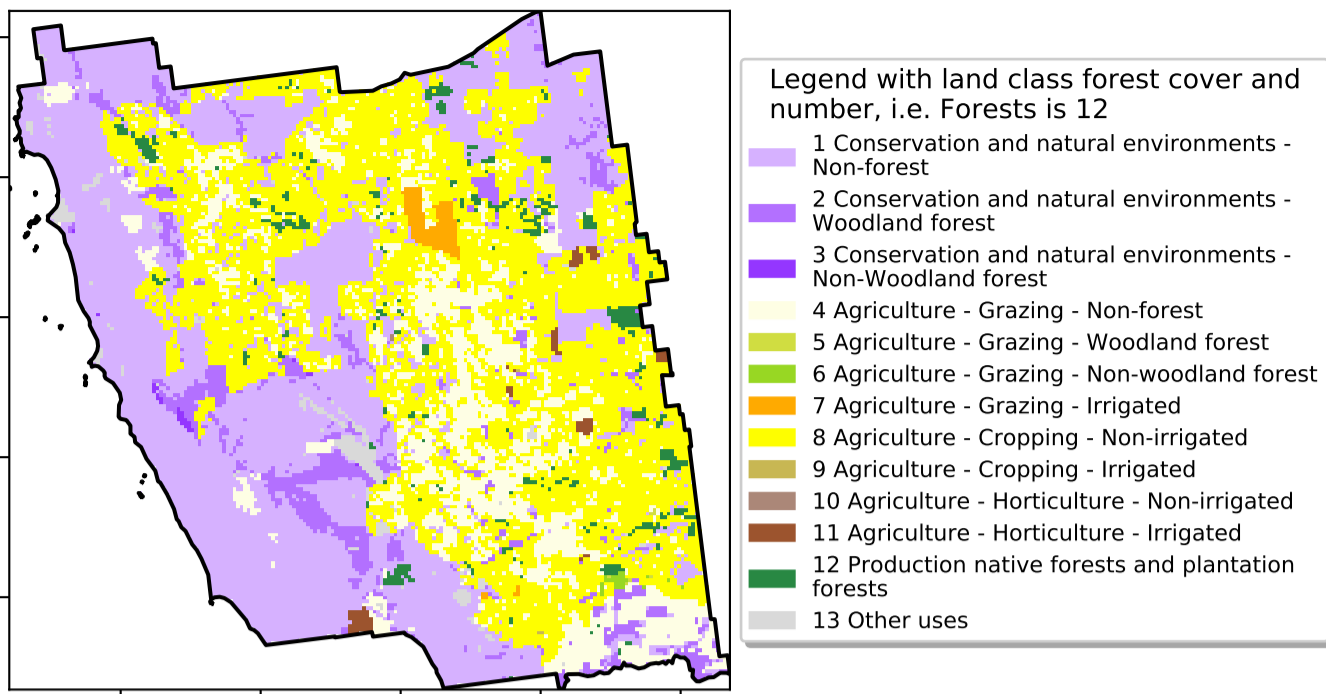 Legend with land class forest cover and
number, i.e. Forests is 12
1 Conservation and natural environments -
Non-forest
2 Conservation and natural environments -
Woodland forest
3 Conservation and natural environments -
Non-Woodland forest
4 Agriculture - Grazing - Non-forest
5 Agriculture - Grazing - Woodland forest
6 Agriculture - Grazing - Non-woodland forest
7 Agriculture - Grazing - Irrigated
8 Agriculture - Cropping - Non-irrigated
9 Agriculture - Cropping - Irrigated
10 Agriculture - Horticulture - Non-irrigated
11 Agriculture - Horticulture - Irrigated
12 Production native forests and plantation
forests
13 Other uses